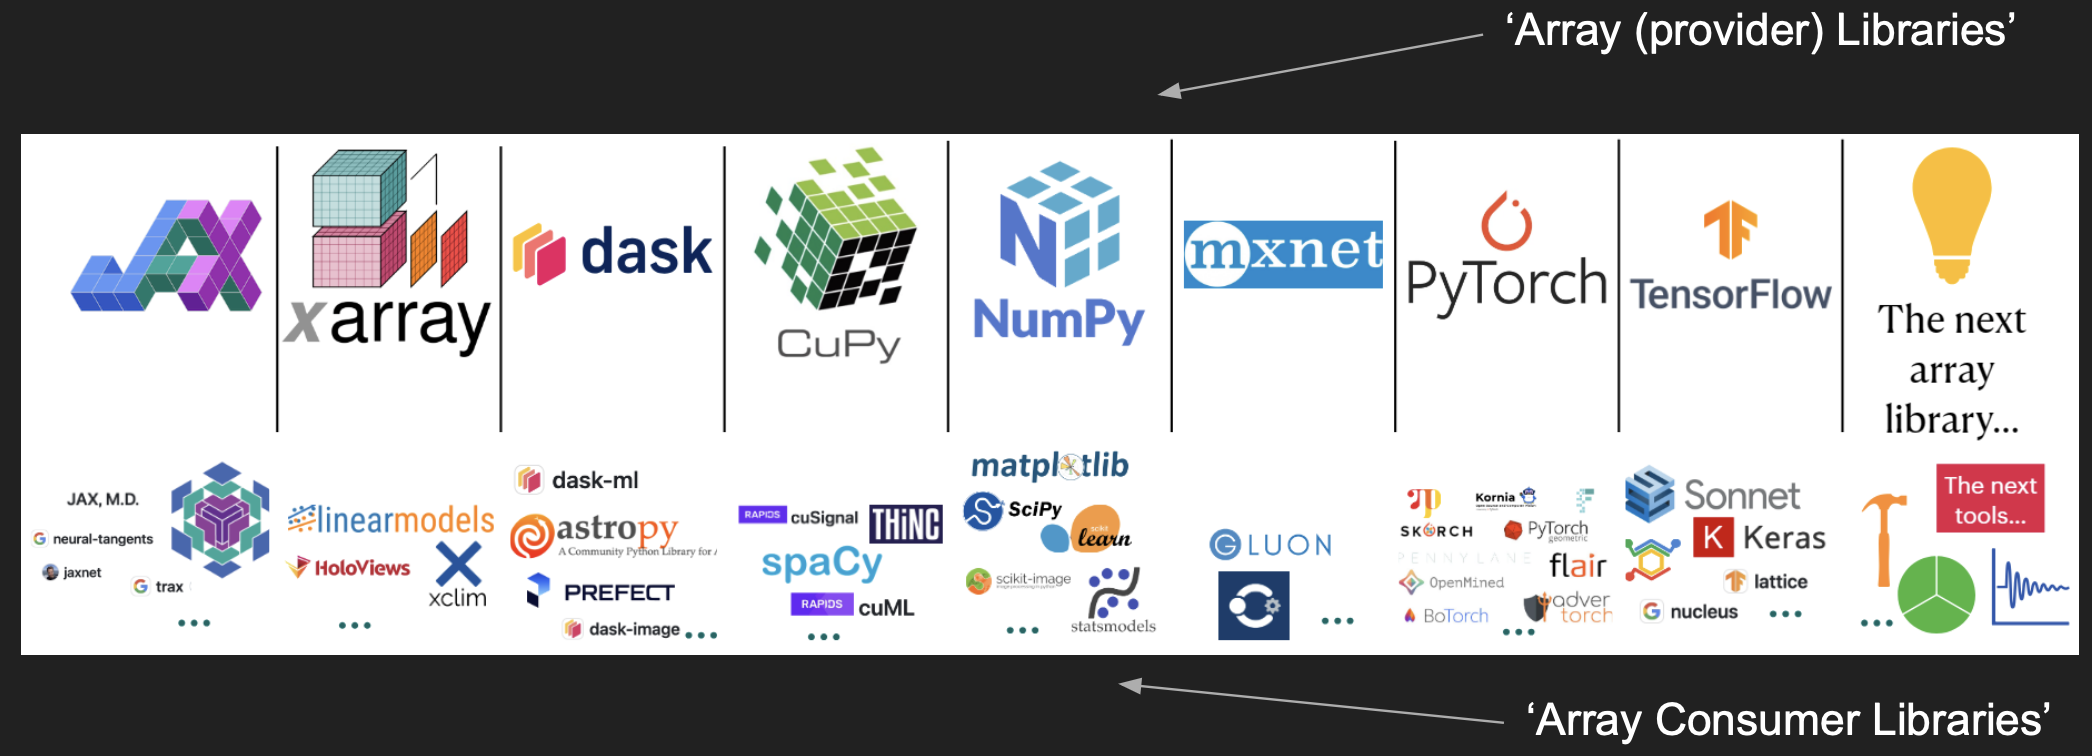 ‘Array (provider) Libraries’
JAX
xarray
dask
CuPy
NumPy
mxnet
PyTorch
TensorFlow
The next
array
library...
JAX, M.D.
neural-tangents
jaxnet
trax
...
linearmodels
HoloViews
xclim
...
dask-ml
astropy
A Community Python Library for A
PREFECT
dask-image
...
RAPIDS cuSignal
THiNC
spaCy
RAPIDS cuML
...
matplotlib
SciPy
scikit
learn
scikit-image
statsmodels
...
GLUON
...
Kornia
SKORCH
PyTorch
geometric
PENNYLANE
flair
OpenMined
BoTorch
adver
torch
...
Sonnet
Keras
lattice
nucleus
...
The next
tools...
...
‘Array Consumer Libraries’